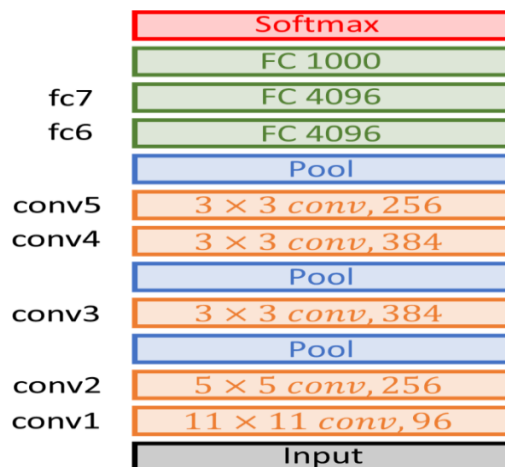 Softmax
FC 1000
fc7 FC 4096
fc6 FC 4096
Pool
conv5 3 × 3 conv, 256
conv4 3 × 3 conv, 384
Pool
conv3 3 × 3 conv, 384
Pool
conv2 5 × 5 conv, 256
conv1 11 × 11 conv, 96
Input